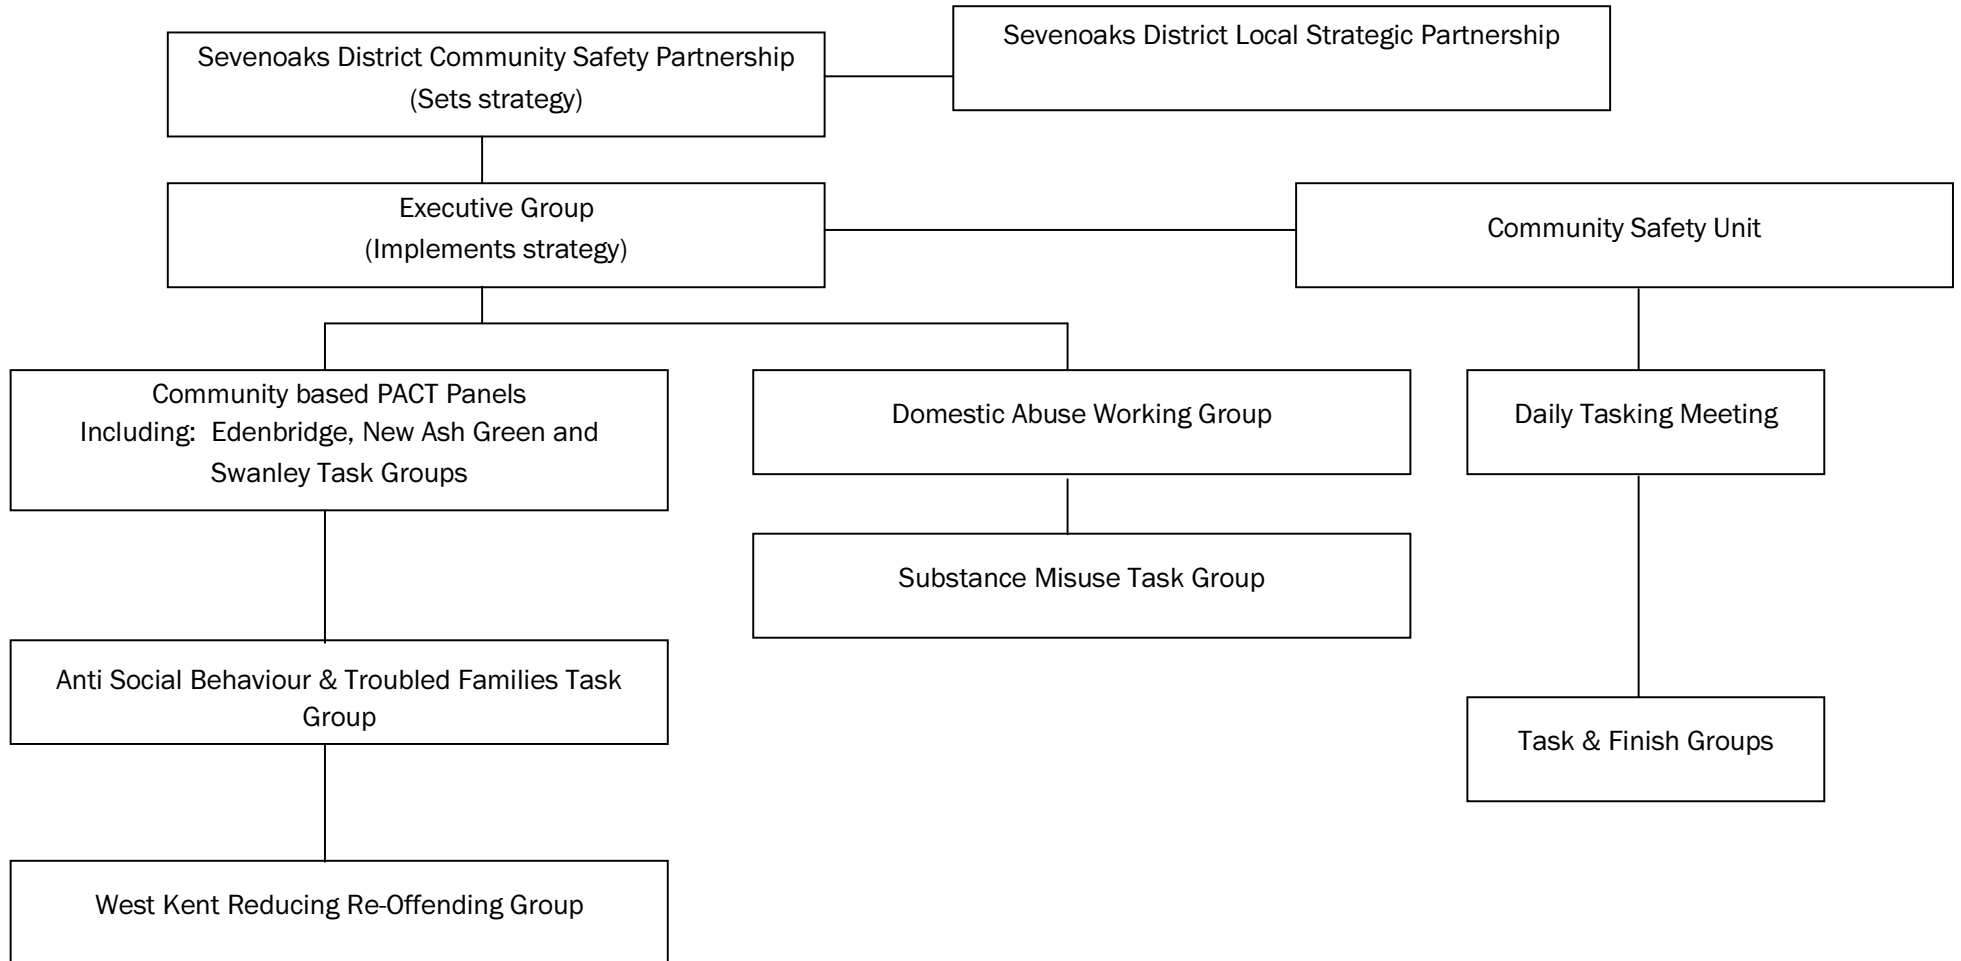 Sevenoaks District Community Safety Partnership
(Sets strategy)
Sevenoaks District Local Strategic Partnership
Executive Group
(Implements strategy)
Community Safety Unit
Community based PACT Panels
Including:  Edenbridge, New Ash Green and
Swanley Task Groups
Domestic Abuse Working Group
Daily Tasking Meeting
Substance Misuse Task Group
Anti Social Behaviour & Troubled Families Task
Group
Task & Finish Groups
West Kent Reducing Re-Offending Group